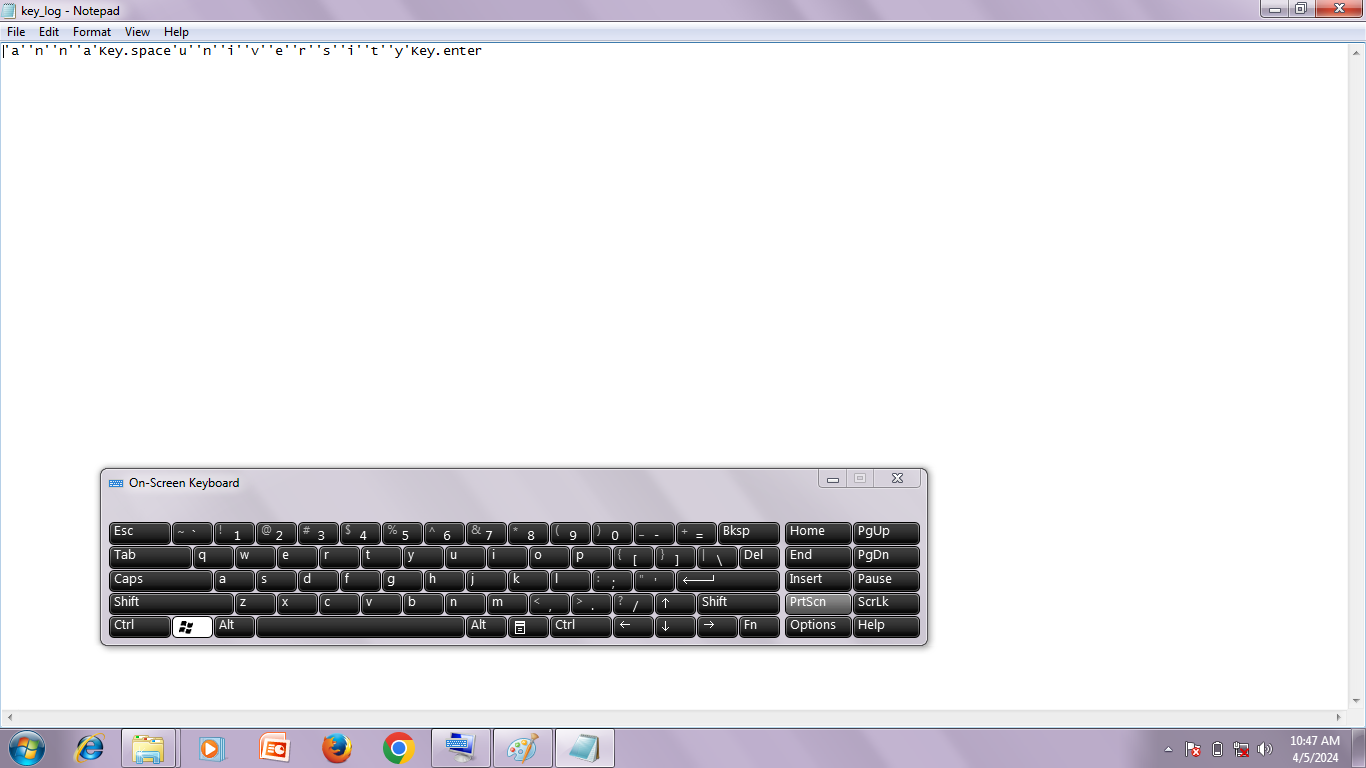 key_log - Notepad
File Edit Format View Help
'a''n''n''a'Key.space'u''n''i''v''e''r''s''i''t''y'Key.enter
On-Screen Keyboard
Esc ~ ` ! 1 @ 2 # 3 $ 4 % 5 ^ 6 & 7 * 8 ( 9 ) 0 _ - + = Bksp Home PgUp
Tab q w e r t y u i o p { [ } ] | \ Del End PgDn
Caps a s d f g h j k l : ; " ' Insert Pause
Shift z x c v b n m < , > . ? / ↑ Shift PrtScn ScrLk
Ctrl Alt Alt Ctrl ← ↓ → Fn Options Help
10:47 AM
4/5/2024